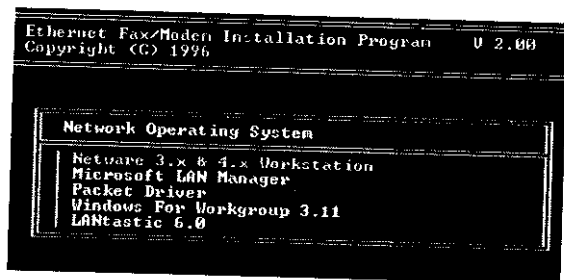 Ethernet Fax/Modem Installation Program V 2.00
Copyright (C) 1996
Network Operating System
Netware 3.x & 4.x Workstation
Microsoft LAN Manager
Packet Driver
Windows For Workgroup 3.11
LANtastic 6.0